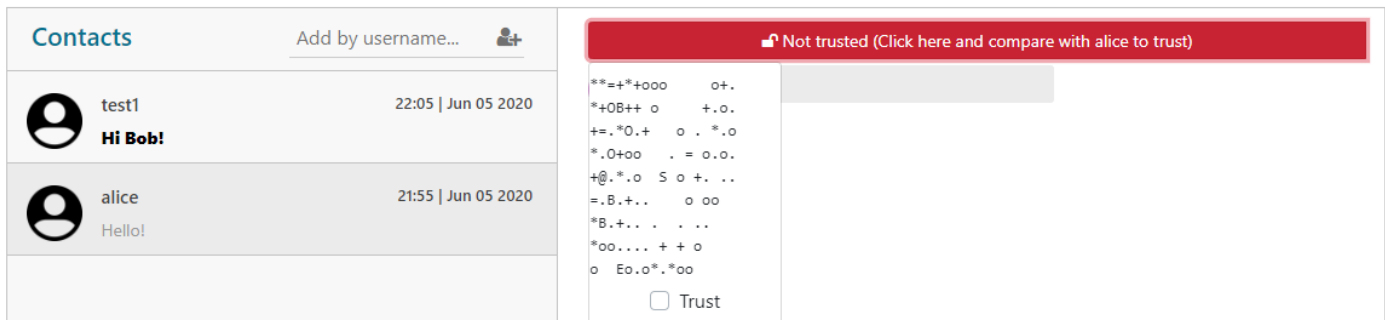 Contacts
Add by username...
test1
22:05 | Jun 05 2020
Hi Bob!
alice
21:55 | Jun 05 2020
Hello!
Not trusted (Click here and compare with alice to trust)
**=+*+ooo     o+.
*+OB++ o     +.o.
+=.*O.+   o . *.o
*.O+oo   . = o.o.
+@.*.o  S o +. ..
=.B.+..    o oo
*B.+.. .  . ..
*oo.... + + o
o  Eo.o*.*oo
Trust